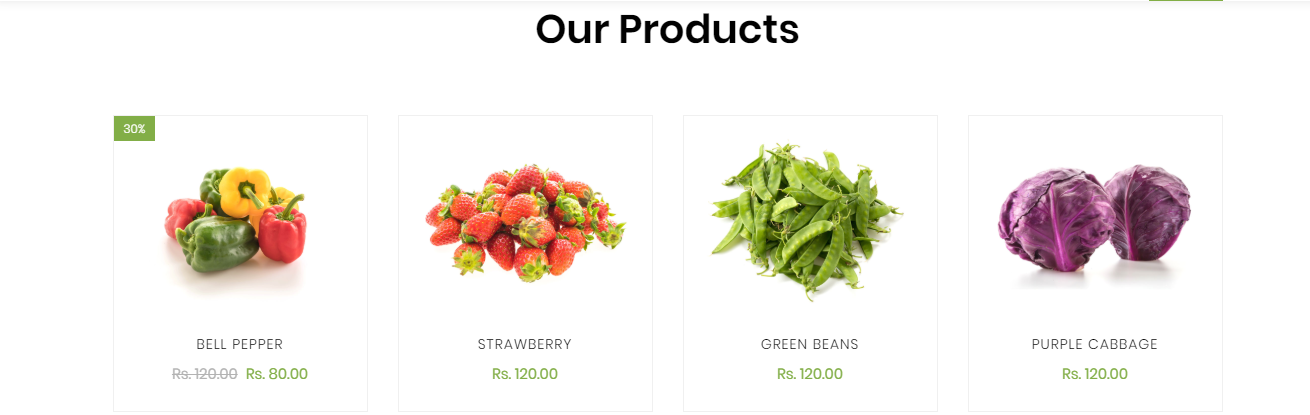 Our Products
30%
BELL PEPPER
Rs. 120.00 Rs. 80.00
STRAWBERRY
Rs. 120.00
GREEN BEANS
Rs. 120.00
PURPLE CABBAGE
Rs. 120.00